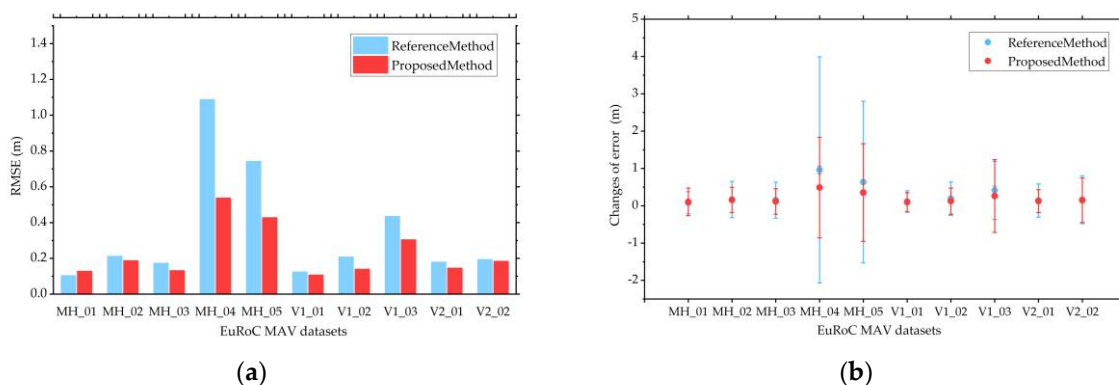 1.4
1.2
1.0
0.8
0.6
0.4
0.2
0.0
RMSE (m)
ReferenceMethod
ProposedMethod
MH_01 MH_02 MH_03 MH_04 MH_05 V1_01 V1_02 V1_03 V2_01 V2_02
EuRoC MAV datasets
(a)
5
4
3
2
1
0
-1
-2
Changes of error (m)
ReferenceMethod
ProposedMethod
MH_01 MH_02 MH_03 MH_04 MH_05 V1_01 V1_02 V1_03 V2_01 V2_02
EuRoC MAV datasets
(b)